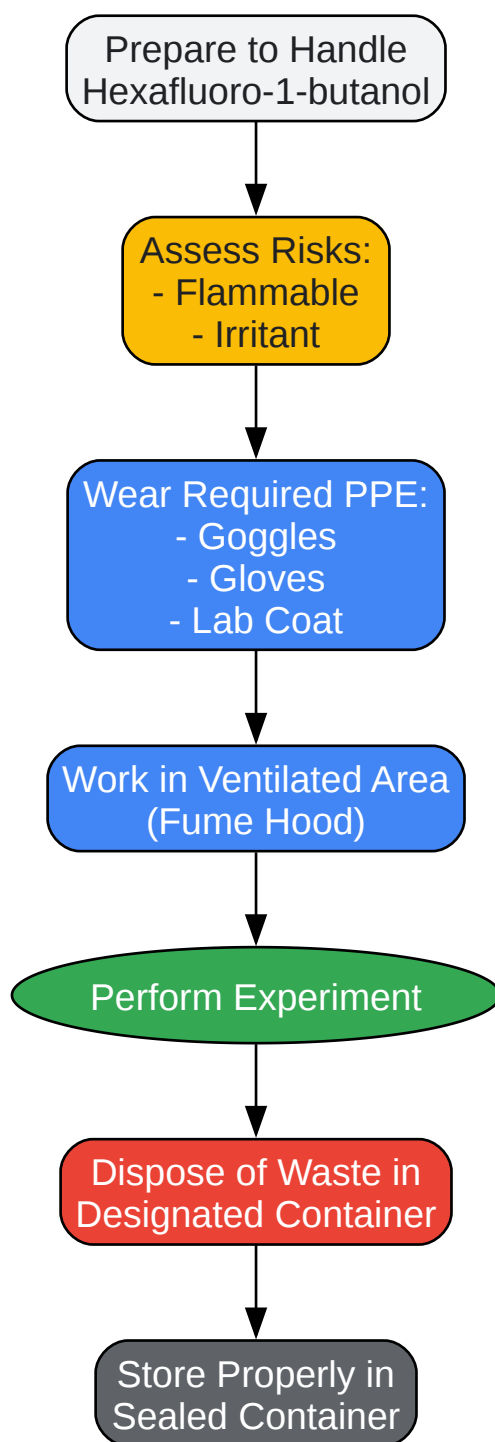 Prepare to Handle
Hexafluoro-1-butanol
Assess Risks:
- Flammable
- Irritant
Wear Required PPE:
- Goggles
- Gloves
- Lab Coat
Work in Ventilated Area
(Fume Hood)
Perform Experiment
Dispose of Waste in
Designated Container
Store Properly in
Sealed Container